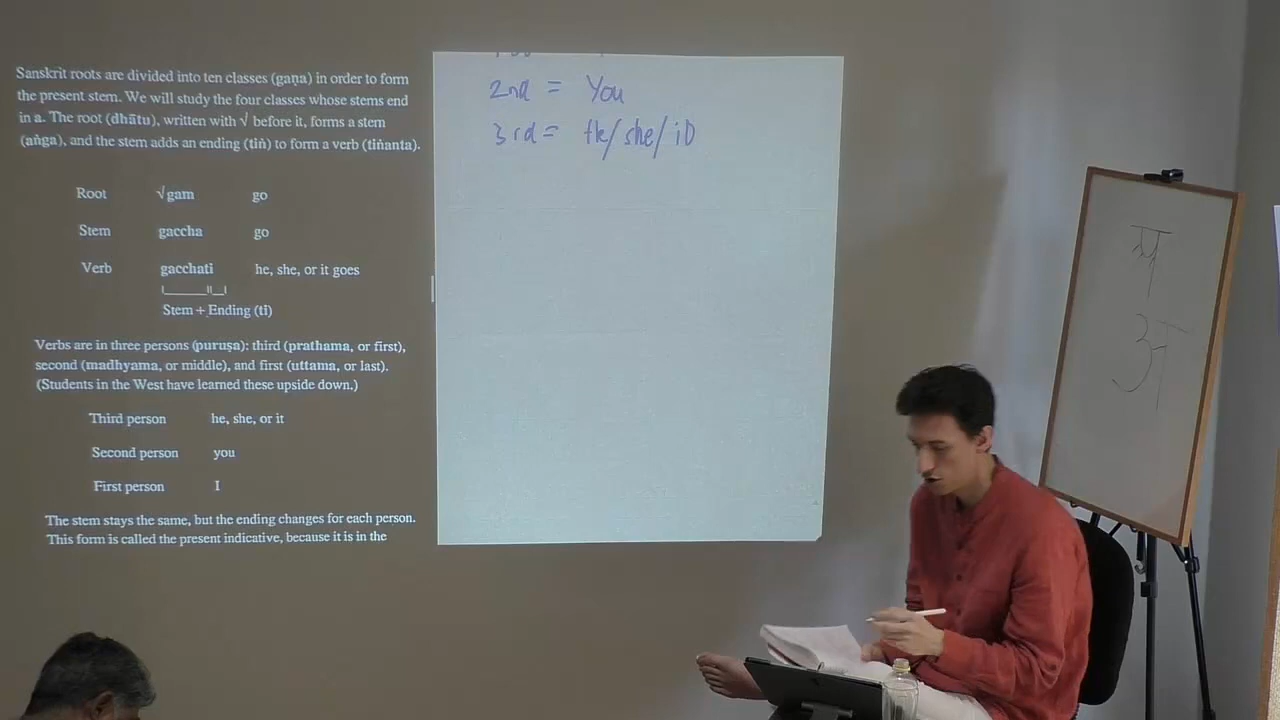 Sanskrit roots are divided into ten classes (gaṇa) in order to form
the present stem. We will study the four classes whose stems end
in a. The root (dhātu), written with √ before it, forms a stem
(aṅga), and the stem adds an ending (tiṅ) to form a verb (tiṅanta).
Root √gam go
Stem gaccha go
Verb gacchati he, she, or it goes
Stem + Ending (ti)
Verbs are in three persons (puruṣa): third (prathama, or first),
second (madhyama, or middle), and first (uttama, or last).
(Students in the West have learned these upside down.)
Third person he, she, or it
Second person you
First person I
The stem stays the same, but the ending changes for each person.
This form is called the present indicative, because it is in the
2nd = You
3rd = He/she/it
अ